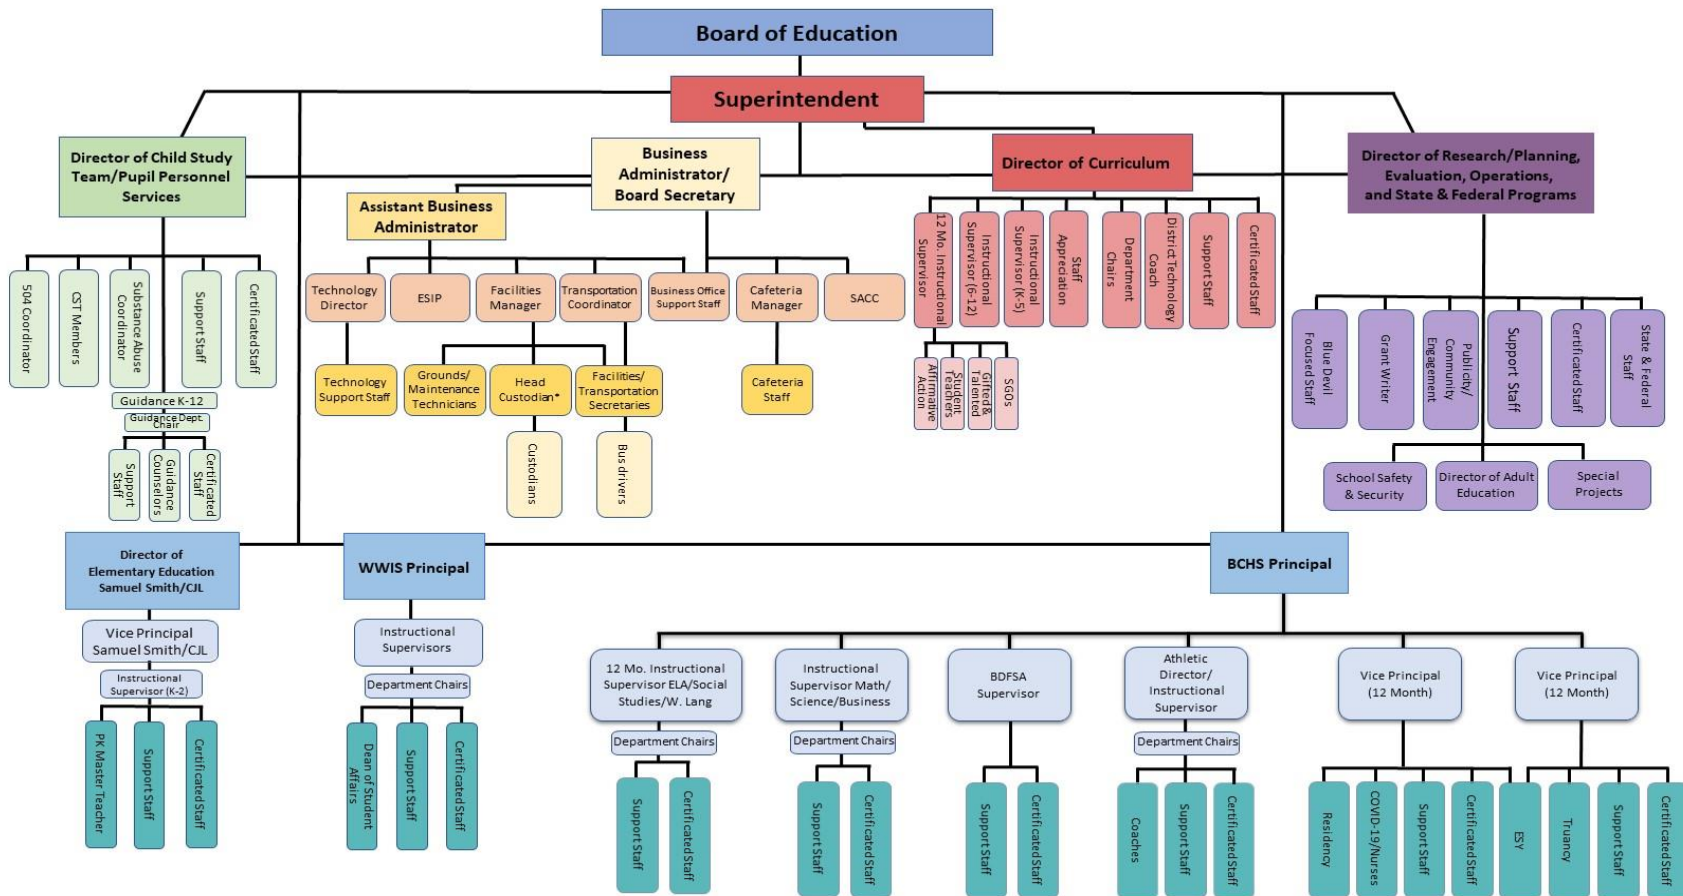 Board of Education
Superintendent
Director of Child Study
Team/Pupil Personnel
Services
Business
Administrator/
Board Secretary
Director of Curriculum
Director of Research/Planning,
Evaluation, Operations,
and State & Federal Programs
Assistant Business
Administrator
504 Coordinator
CST Members
Substance Abuse
Coordinator
Support Staff
Certificated Staff
Technology
Director
ESIP
Facilities
Manager
Transportation
Coordinator
Business Office
Support Staff
Cafeteria
Manager
SACC
12 Mo. Instructional
Supervisor
Instructional
Supervisor (6-12)
Instructional
Supervisor (K-5)
Staff
Appreciation
Department
Chairs
District Technology
Coach
Support Staff
Certificated Staff
Blue Devil
Focused Staff
Grant Writer
Publicity/
Community
Engagement
Support Staff
Certificated Staff
State & Federal
Staff
Technology
Support Staff
Grounds/
Maintenance
Technicians
Head
Custodian*
Facilities/
Transportation
Secretaries
Cafeteria
Staff
Affirmative
Action
Student
Teachers
Gifted &
Talented
SGOs
Guidance K-12
Guidance Dept.
Chair
Support
Staff
Guidance
Counselors
Certificated
Staff
Custodians
Bus drivers
School Safety
& Security
Director of Adult
Education
Special
Projects
Director of
Elementary Education
Samuel Smith/CJL
WWIS Principal
BCHS Principal
Vice Principal
Samuel Smith/CJL
Instructional
Supervisor (K-2)
PK Master Teacher
Support Staff
Certificated Staff
Instructional
Supervisors
Department Chairs
Dean of Student
Affairs
Support Staff
Certificated Staff
12 Mo. Instructional
Supervisor ELA/Social
Studies/W. Lang
Instructional
Supervisor Math/
Science/Business
BDFSA
Supervisor
Athletic
Director/
Instructional
Supervisor
Vice Principal
(12 Month)
Vice Principal
(12 Month)
Department Chairs
Department Chairs
Department Chairs
Support Staff
Certificated Staff
Support Staff
Certificated Staff
Support Staff
Certificated Staff
Coaches
Support Staff
Certificated Staff
Residency
COVID-19/Nurses
Support Staff
Certificated Staff
ESY
Truancy
Support Staff
Certificated Staff